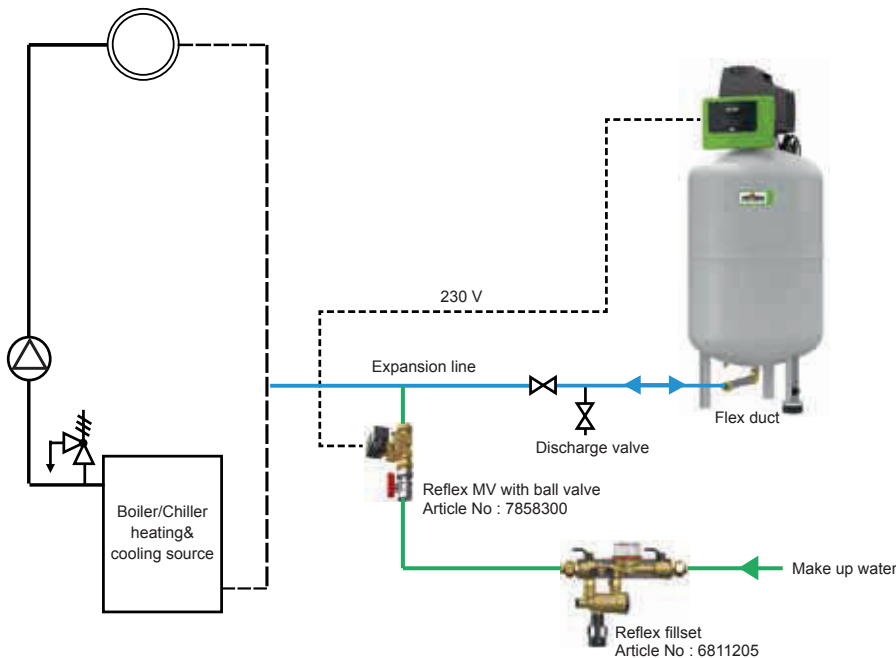 230 V
Expansion line
Flex duct
Discharge valve
Reflex MV with ball valve
Article No : 7858300
Boiler/Chiller
heating&
cooling source
Make up water
Reflex fillset
Article No : 6811205